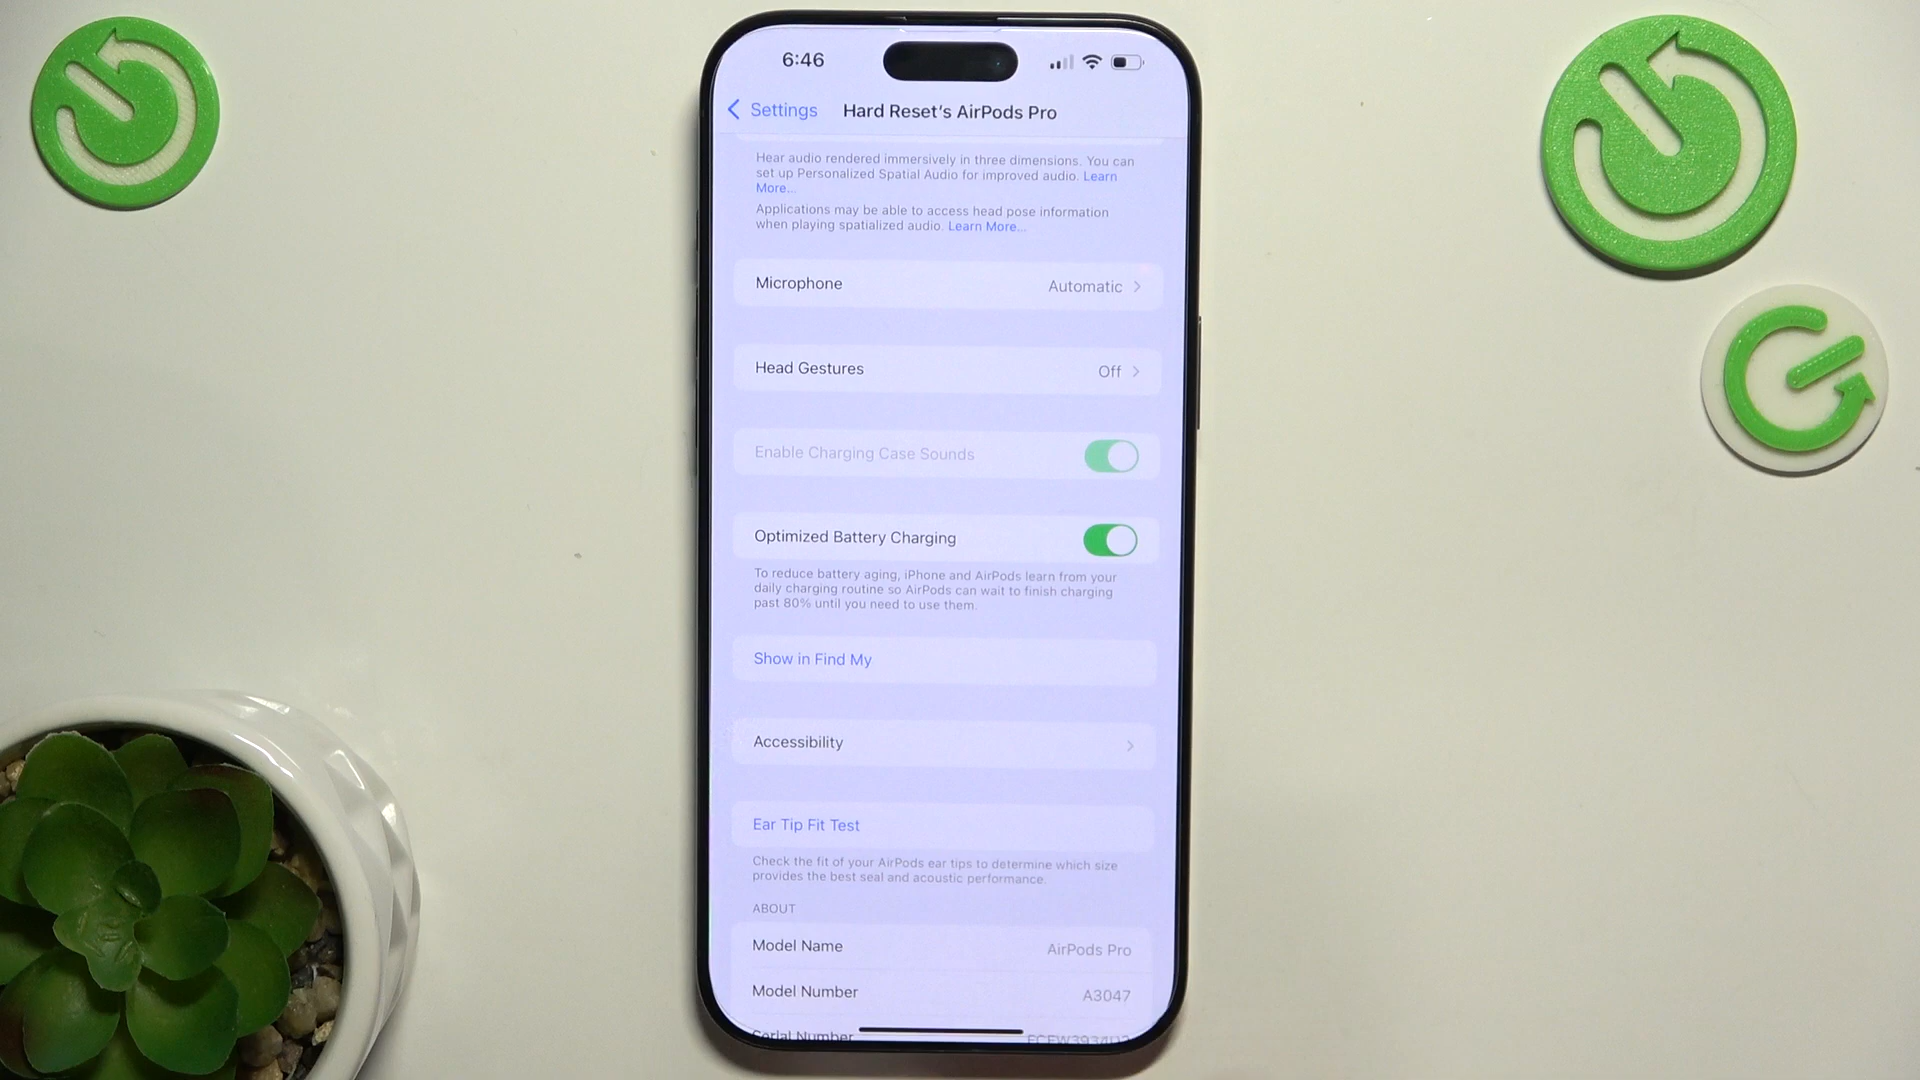 6:46
Settings
Hard Reset's AirPods Pro
Hear audio rendered immersively in three dimensions. You can
set up Personalized Spatial Audio for improved audio. Learn
More...
Applications may be able to access head pose information
when playing spatialized audio. Learn More...
Microphone Automatic
Head Gestures Off
Enable Charging Case Sounds
Optimized Battery Charging
To reduce battery aging, iPhone and AirPods learn from your
daily charging routine so AirPods can wait to finish charging
past 80% until you need to use them.
Show in Find My
Accessibility
Ear Tip Fit Test
Check the fit of your AirPods ear tips to determine which size
provides the best seal and acoustic performance.
ABOUT
Model Name AirPods Pro
Model Number A3047
Serial Number